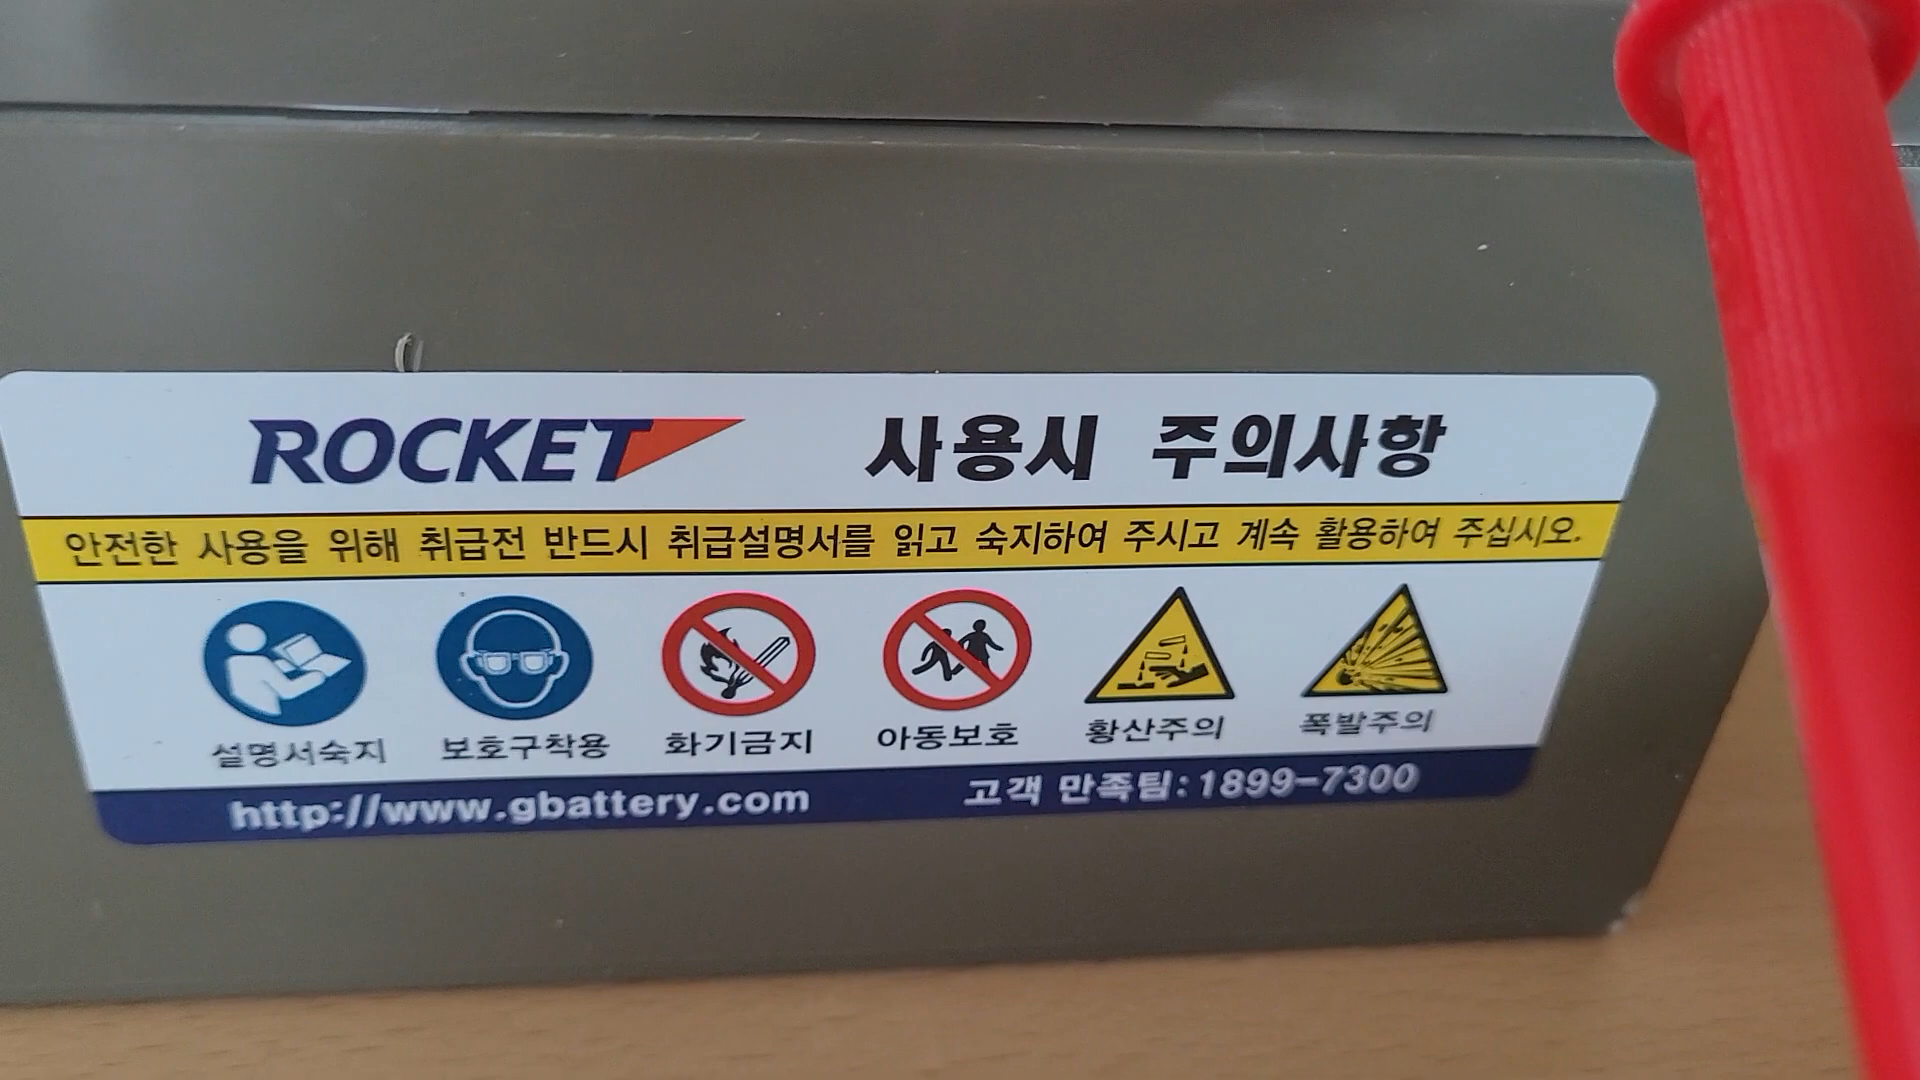 ROCKET 사용시 주의사항
안전한 사용을 위해 취급전 반드시 취급설명서를 읽고 숙지하여 주시고 계속 활용하여 주십시오.
설명서숙지 보호구착용 화기금지 아동보호 황산주의 폭발주의
http://www.gbattery.com 고객 만족팀:1899-7300